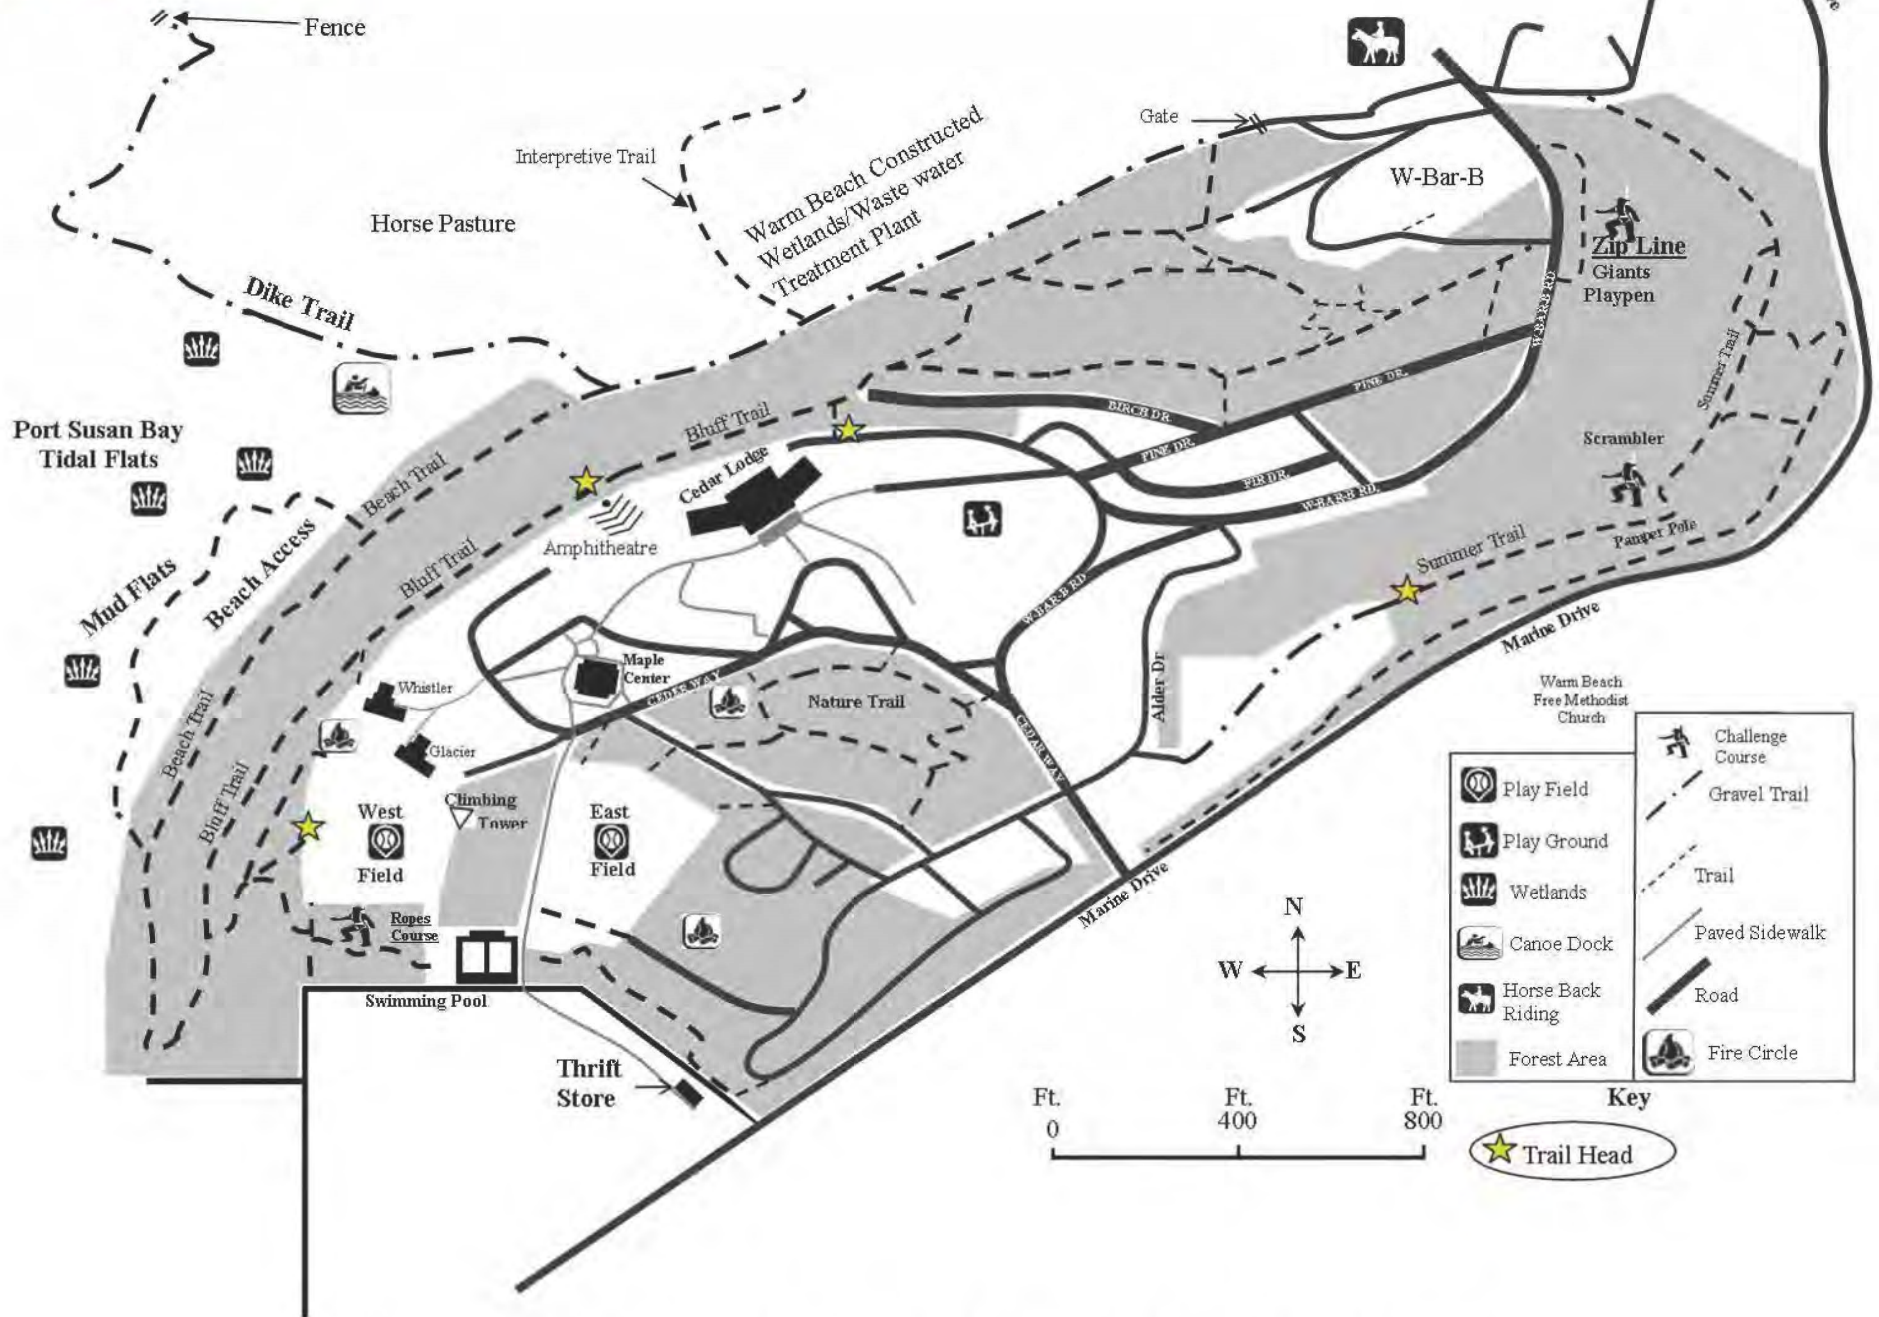 Fence
Gate
Interpretive Trail
Warm Beach Constructed
Wetlands/Waste water
Treatment Plant
W-Bar-B
Horse Pasture
Zip Line
Giants
Playpen
Dike Trail
W-BAR-B RD.
Summer Trail
PINE DR.
BIRCH DR.
Bluff Trail
Port Susan Bay
Tidal Flats
Scrambler
PINE DR.
Cedar Lodge
Beach Trail
FIR DR.
W-BAR-B RD.
Beach Access
Amphitheatre
Summer Trail
Pamper Pole
Bluff Trail
Mud Flats
W-BAR-B RD
Marine Drive
Maple
Center
Whistler
CEDER WAY
Nature Trail
Alder Dr
Warm Beach
Free Methodist
Church
Beach Trail
Glacier
CEDAR WAY
Bluff Trail
Climbing
Tower
West
Field
East
Field
Marine Drive
Ropes
Course
Swimming Pool
Thrift
Store
N
W
E
S
Play Field
Play Ground
Wetlands
Canoe Dock
Horse Back
Riding
Forest Area
Challenge
Course
Gravel Trail
Trail
Paved Sidewalk
Road
Fire Circle
Key
Ft. Ft. Ft.
0 400 800
Trail Head